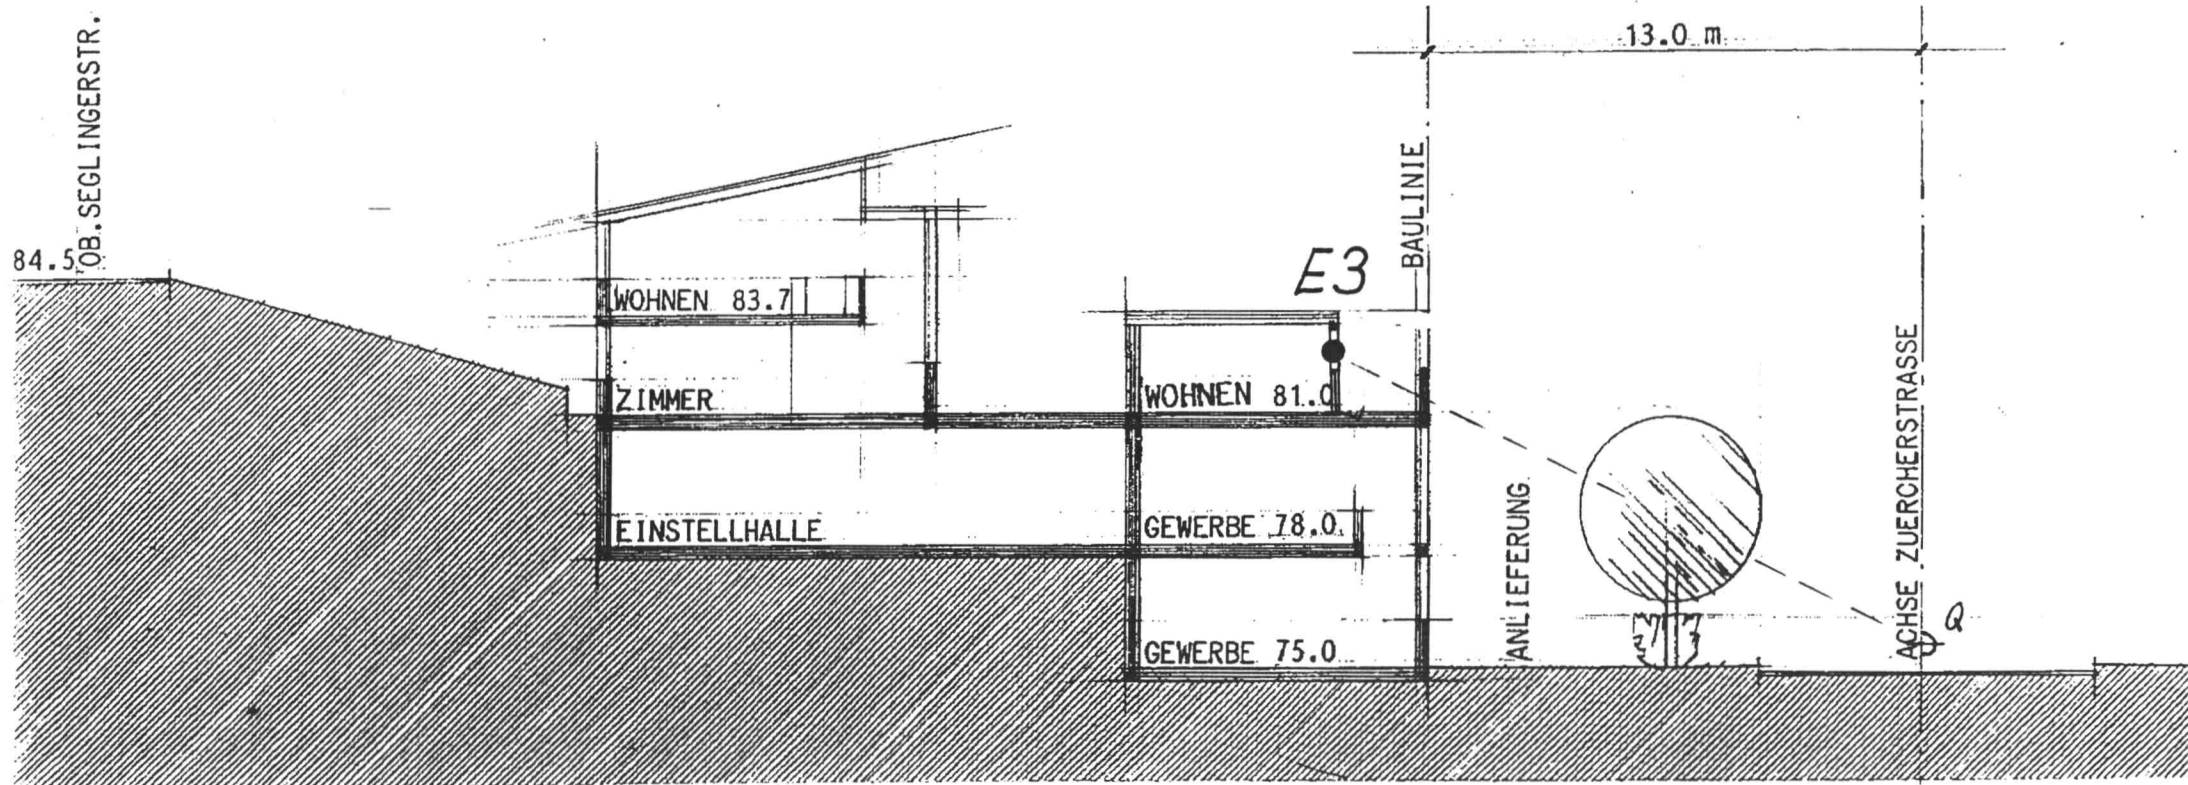 OB.SEGLINGERSTR.
84.5
WOHNEN 83.7
ZIMMER
EINSTELLHALLE
E3
WOHNEN 81.0
GEWERBE 78.0
GEWERBE 75.0
BAULINIE
13.0 m
ANLIEFERUNG
ACHSE ZUERCHERSTRASSE
Q